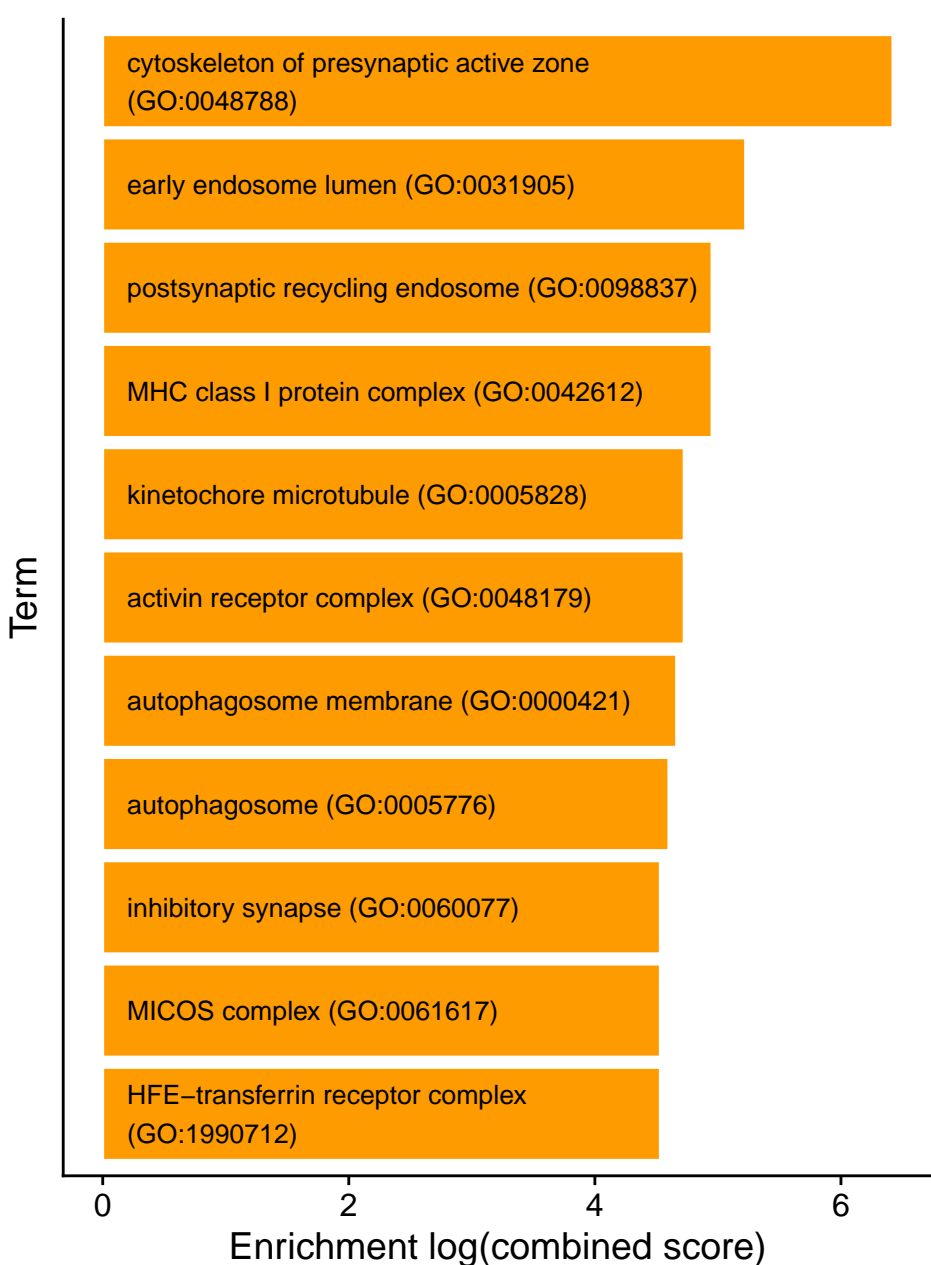 cytoskeleton of presynaptic active zone
(GO:0048788)
early endosome lumen (GO:0031905)
postsynaptic recycling endosome (GO:0098837)
MHC class I protein complex (GO:0042612)
kinetochore microtubule (GO:0005828)
activin receptor complex (GO:0048179)
autophagosome membrane (GO:0000421)
autophagosome (GO:0005776)
inhibitory synapse (GO:0060077)
MICOS complex (GO:0061617)
HFE−transferrin receptor complex
(GO:1990712)
Term
0 2 4 6
Enrichment log(combined score)